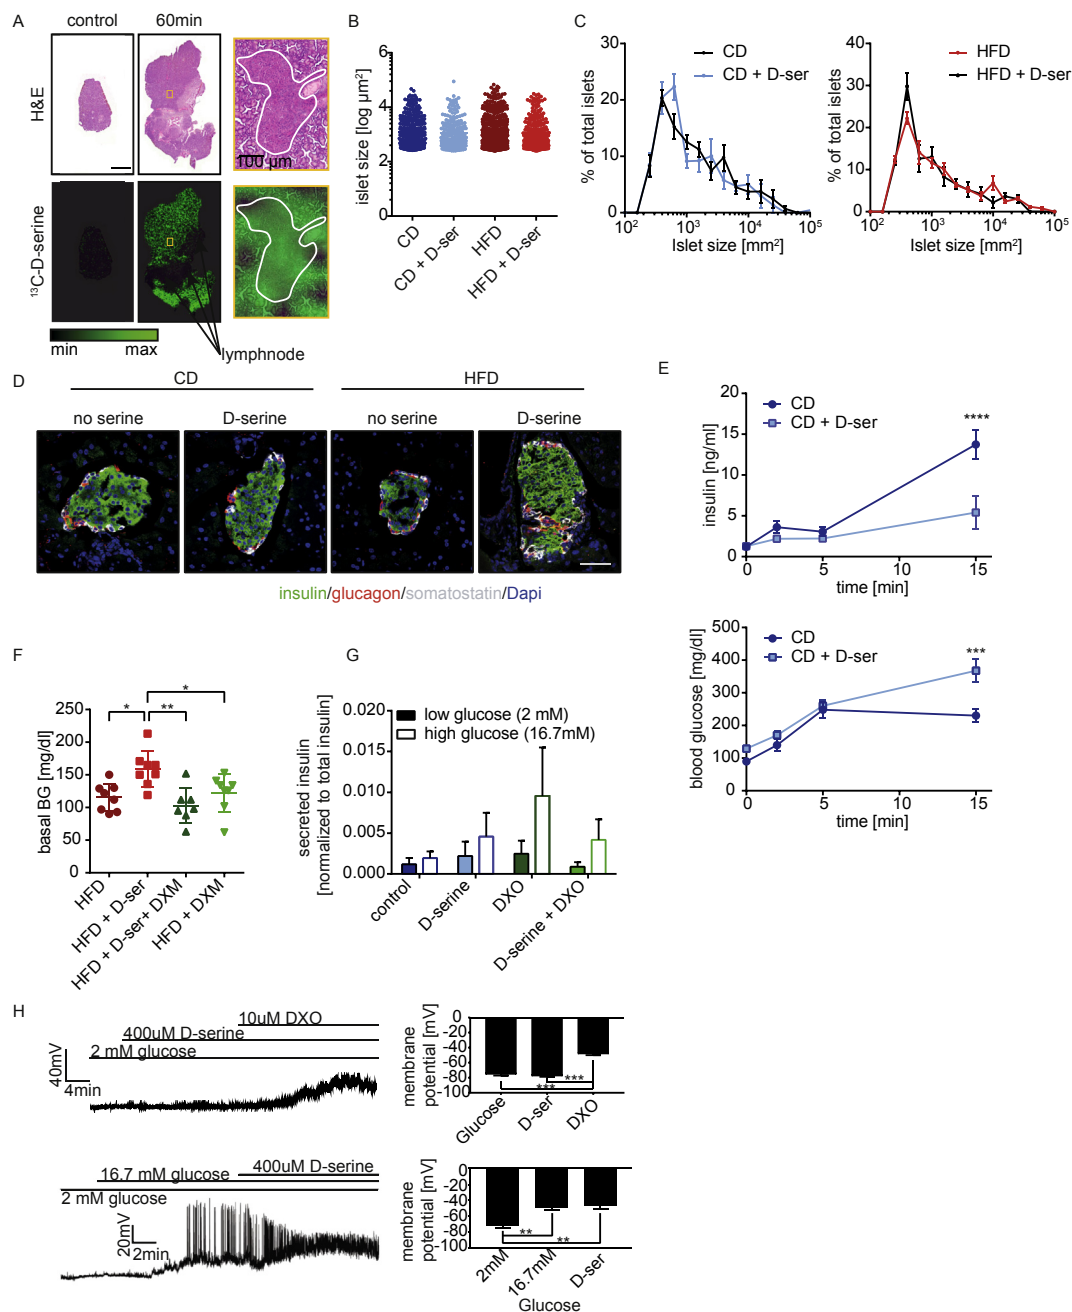 A
control
60min
H&E
100 µm
13C-D-serine
min
max
lymphnode
B
islet size [log µm²]
6
4
2
0
CD
CD + D-ser
HFD
HFD + D-ser
C
% of total islets
30
20
10
0
10² 10³ 10⁴ 10⁵
Islet size [mm²]
CD
CD + D-ser
% of total islets
40
30
20
10
0
10² 10³ 10⁴ 10⁵
Islet size [mm²]
HFD
HFD + D-ser
D
CD
HFD
no serine
D-serine
no serine
D-serine
insulin/glucagon/somatostatin/Dapi
E
insulin [ng/ml]
20
15
10
5
0
0 5 10 15
time [min]
CD
CD + D-ser
****
blood glucose [mg/dl]
500
400
300
200
100
0
0 5 10 15
time [min]
CD
CD + D-ser
***
F
basal BG [mg/dl]
250
200
150
100
50
0
* ** *
HFD
HFD + D-ser
HFD + D-ser+ DXM
HFD + DXM
G
secreted insulin
[normalized to total insulin]
0.020
0.015
0.010
0.005
0.000
low glucose (2 mM)
high glucose (16.7mM)
control
D-serine
DXO
D-serine + DXO
H
10uM DXO
400uM D-serine
2 mM glucose
40mV
4min
membrane
potential [mV]
0
-20
-40
-60
-80
-100
***
***
Glucose
D-ser
DXO
400uM D-serine
16.7 mM glucose
2 mM glucose
20mV
2min
membrane
potential [mV]
0
-20
-40
-60
-80
-100
**
**
2mM
16.7mM
D-ser
Glucose